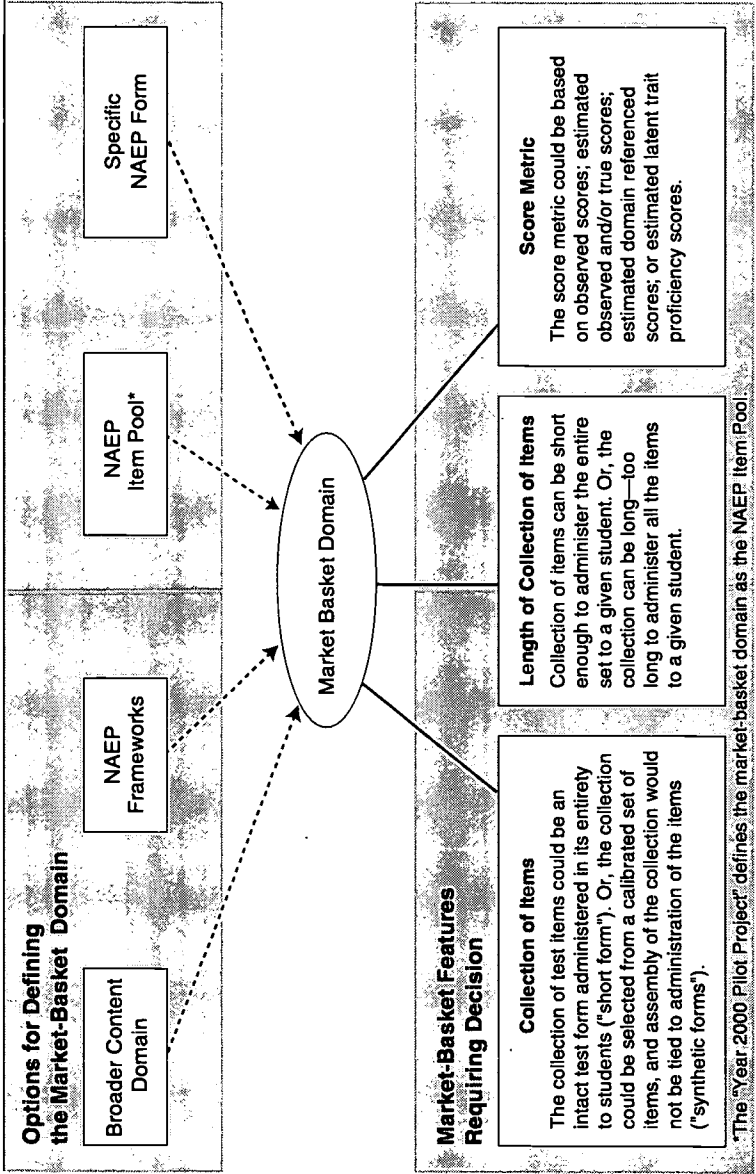 Options for Defining
the Market-Basket Domain
Broader Content
Domain
NAEP
Frameworks
NAEP
Item Pool*
Specific
NAEP Form
Market Basket Domain
Market-Basket Features
Requiring Decision
Collection of Items
The collection of test items could be an
intact test form administered in its entirety
to students ("short form"). Or, the collection
could be selected from a calibrated set of
items, and assembly of the collection would
not be tied to administration of the items
("synthetic forms").
Length of Collection of Items
Collection of items can be short
enough to administer the entire
set to a given student. Or, the
collection can be long—too
long to administer all the items
to a given student.
Score Metric
The score metric could be based
on observed scores; estimated
observed and/or true scores;
estimated domain referenced
scores; or estimated latent trait
proficiency scores.
*The "Year 2000 Pilot Project" defines the market-basket domain as the NAEP Item Pool.